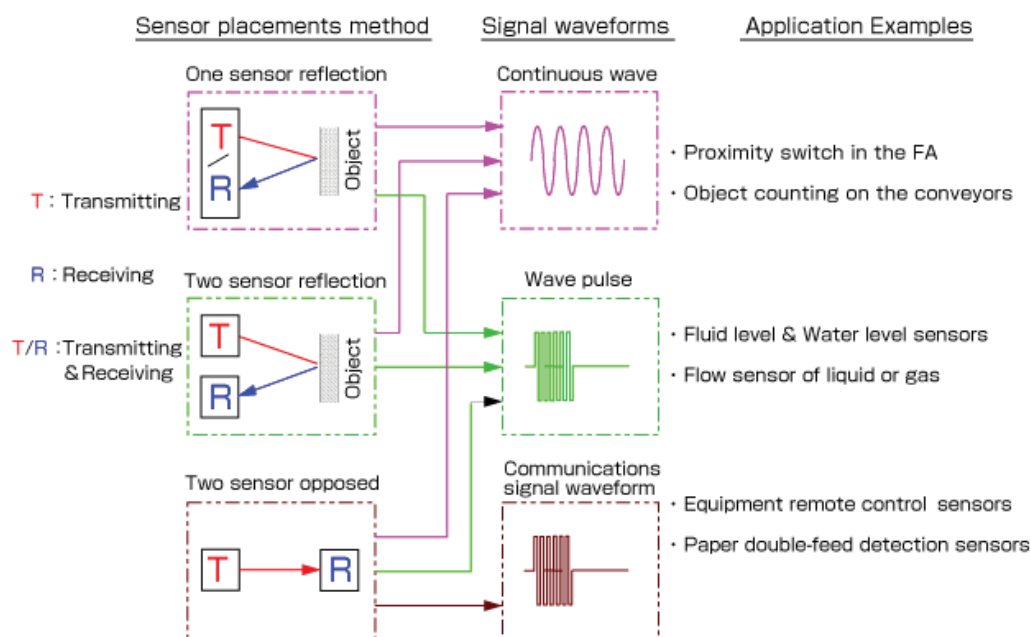 Sensor placements method
Signal waveforms
Application Examples
One sensor reflection
T
/
R
Object
Continuous wave
・Proximity switch in the FA
・Object counting on the conveyors
T : Transmitting
R : Receiving
T/R : Transmitting
& Receiving
Two sensor reflection
T
R
Object
Wave pulse
・Fluid level & Water level sensors
・Flow sensor of liquid or gas
Two sensor opposed
T
R
Communications
signal waveform
・Equipment remote control sensors
・Paper double-feed detection sensors